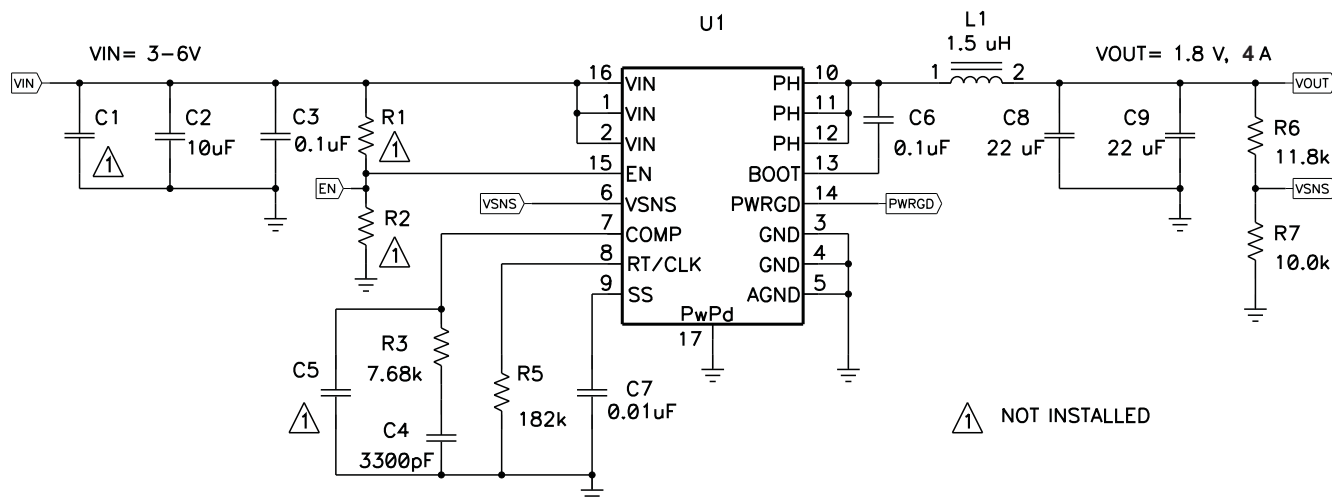 U1
L1
1.5 uH
VIN= 3-6V
VOUT= 1.8 V, 4 A
VIN
16
VIN
PH
10
1
2
VOUT
C1
1
C2
10uF
C3
0.1uF
R1
1
1
VIN
PH
11
2
VIN
PH
12
C6
0.1uF
C8
22 uF
C9
22 uF
R6
11.8k
15
EN
BOOT
13
EN
VSNS
6
VSNS
PWRGD
14
PWRGD
VSNS
R2
1
7
COMP
GND
3
R7
10.0k
8
RT/CLK
GND
4
9
SS
AGND
5
PwPd
17
R3
7.68k
C5
1
R5
182k
C7
0.01uF
C4
3300pF
1 NOT INSTALLED